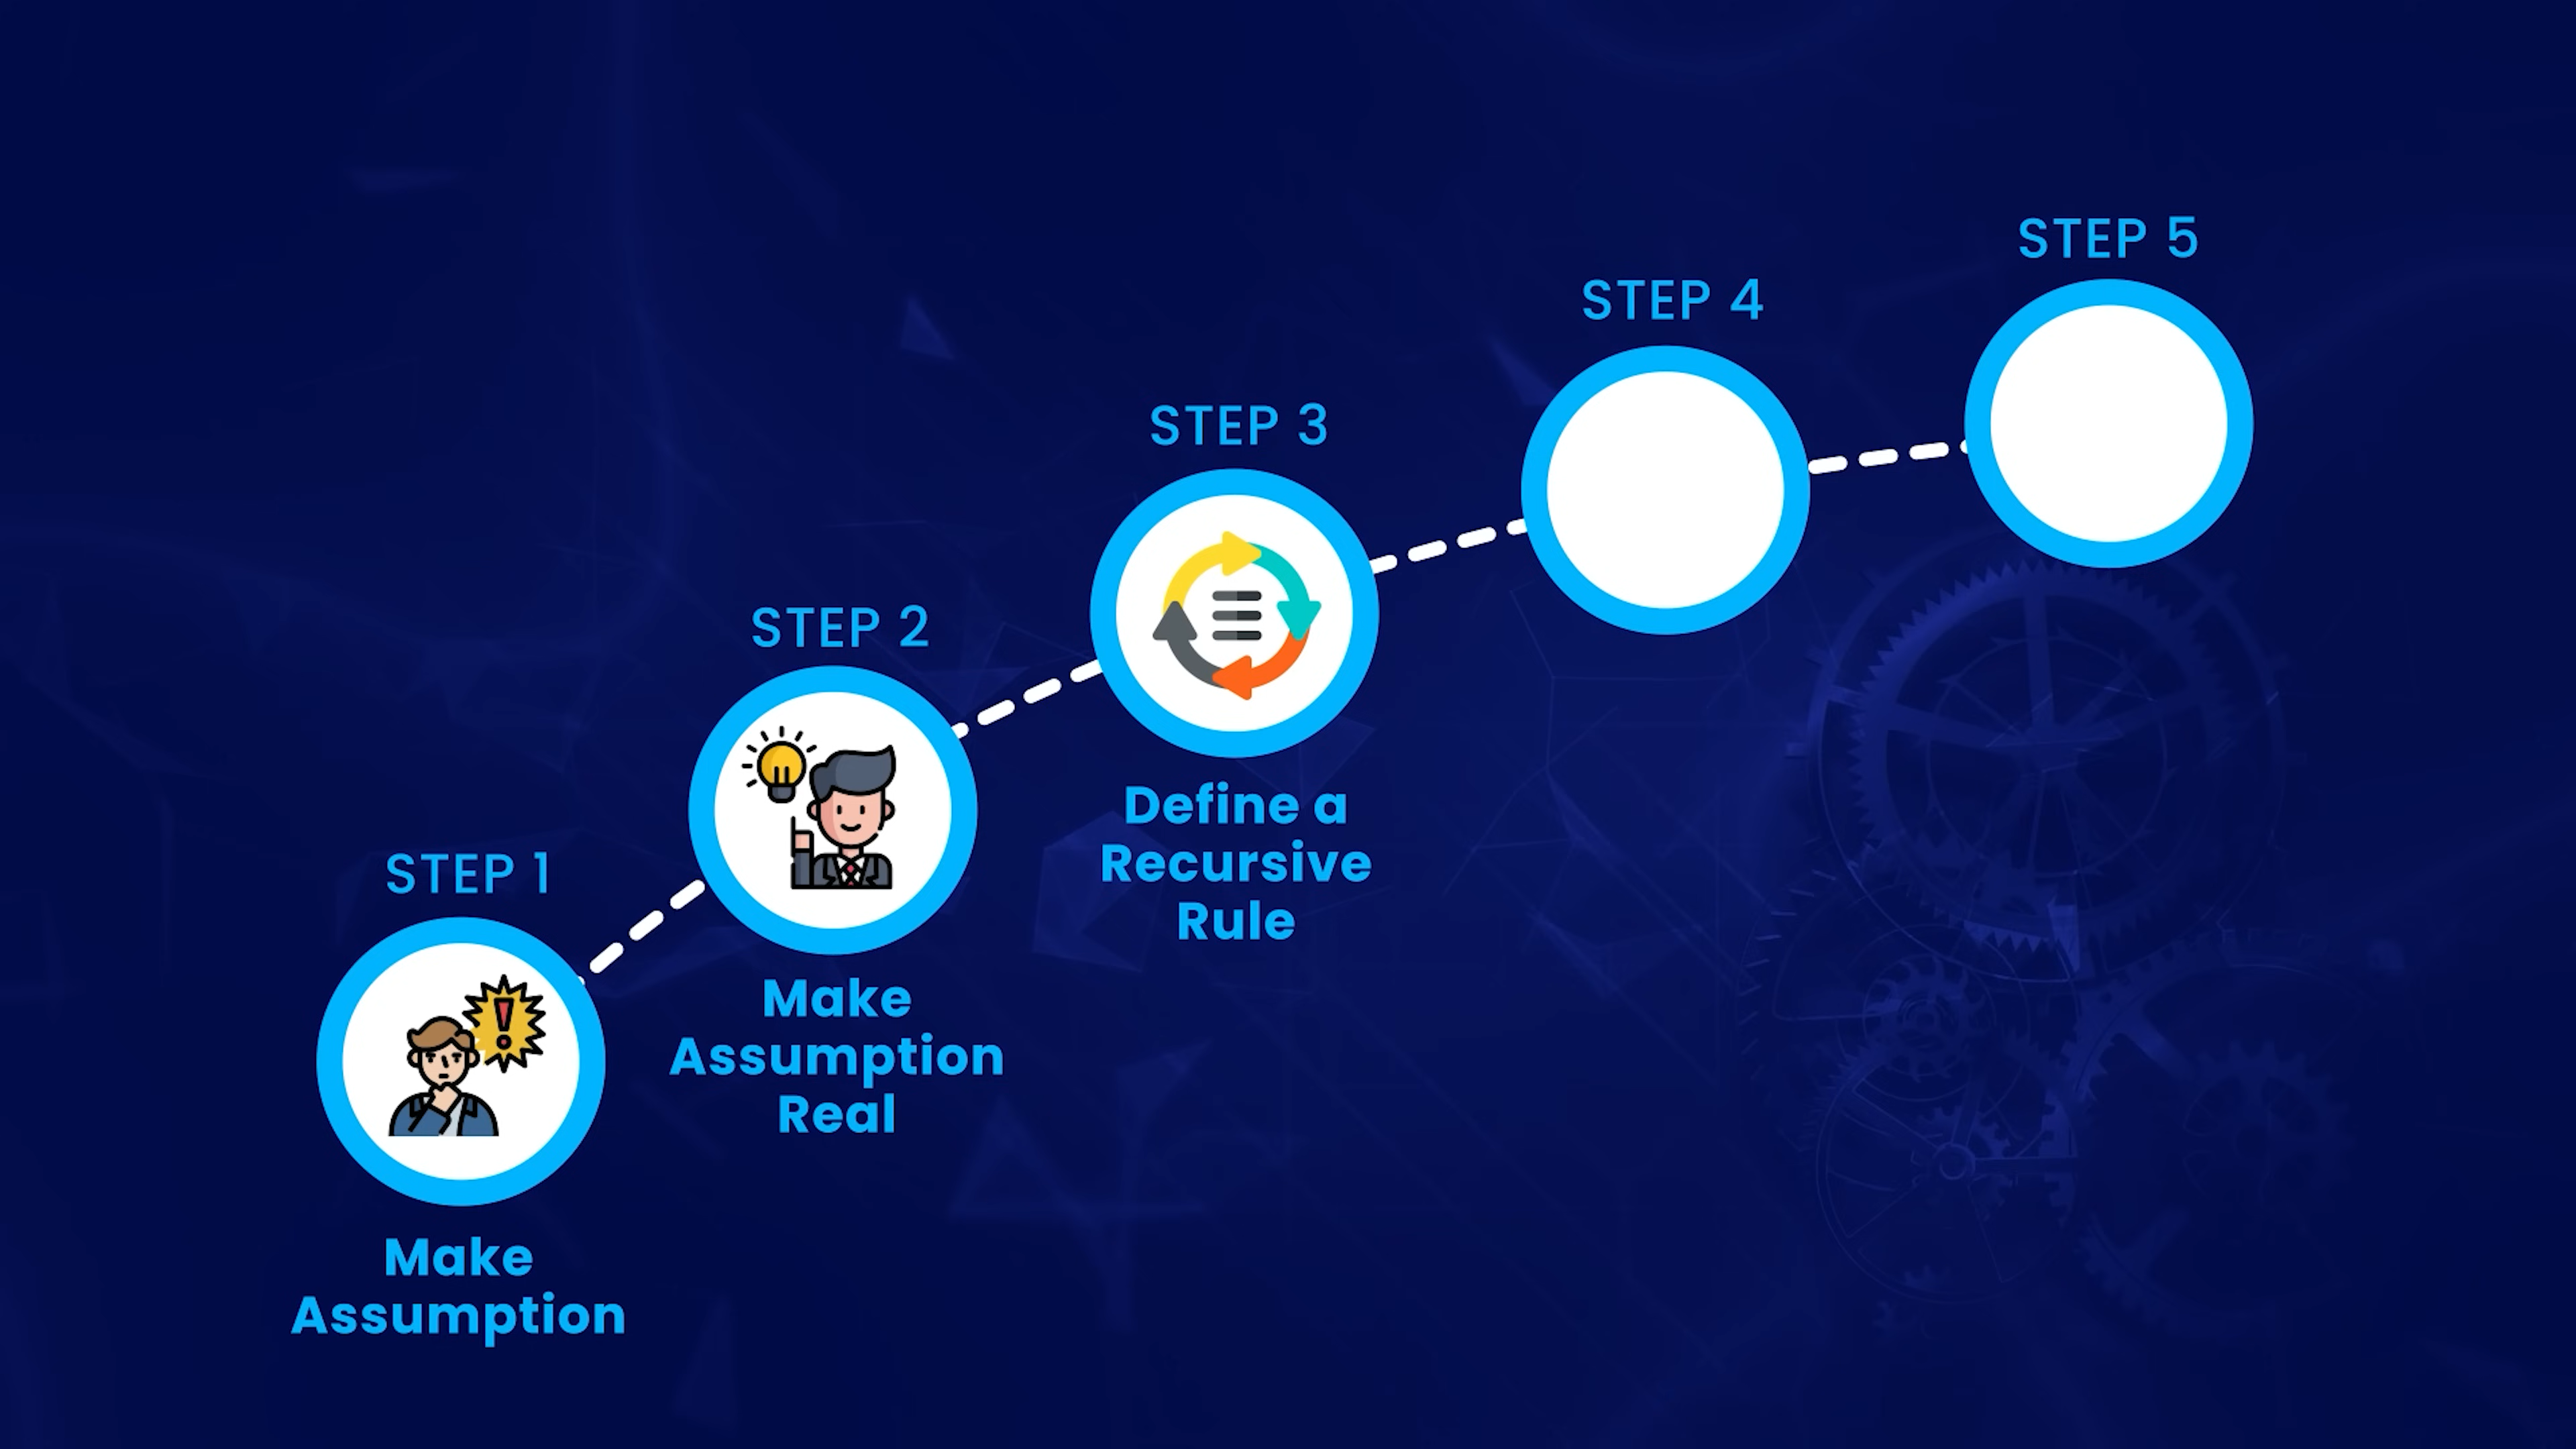 STEP 1
Make
Assumption
STEP 2
Make
Assumption
Real
STEP 3
Define a
Recursive
Rule
STEP 4
STEP 5